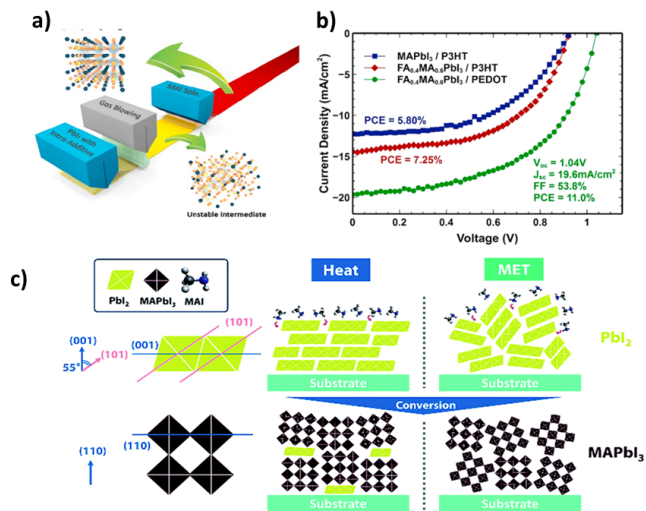 a)
MAI Soln.
Gas Blowing
PbI₂ with
Intra-Additive
Unstable intermediate
b)
MAPbI₃ / P3HT
FA₀.₄MA₀.₆PbI₃ / P3HT
FA₀.₄MA₀.₆PbI₃ / PEDOT
PCE = 5.80%
PCE = 7.25%
Vₒc = 1.04V
Jsc = 19.6mA/cm²
FF = 53.8%
PCE = 11.0%
Current Density (mA/cm²)
0
−5
−10
−15
−20
0
0.2
0.4
0.6
0.8
1
Voltage (V)
c)
PbI₂
MAPbI₃
MAI
Heat
MET
(001)
(101)
55°
(001)
(101)
PbI₂
Substrate
Substrate
Conversion
(110)
(110)
MAPbI₃
Substrate
Substrate